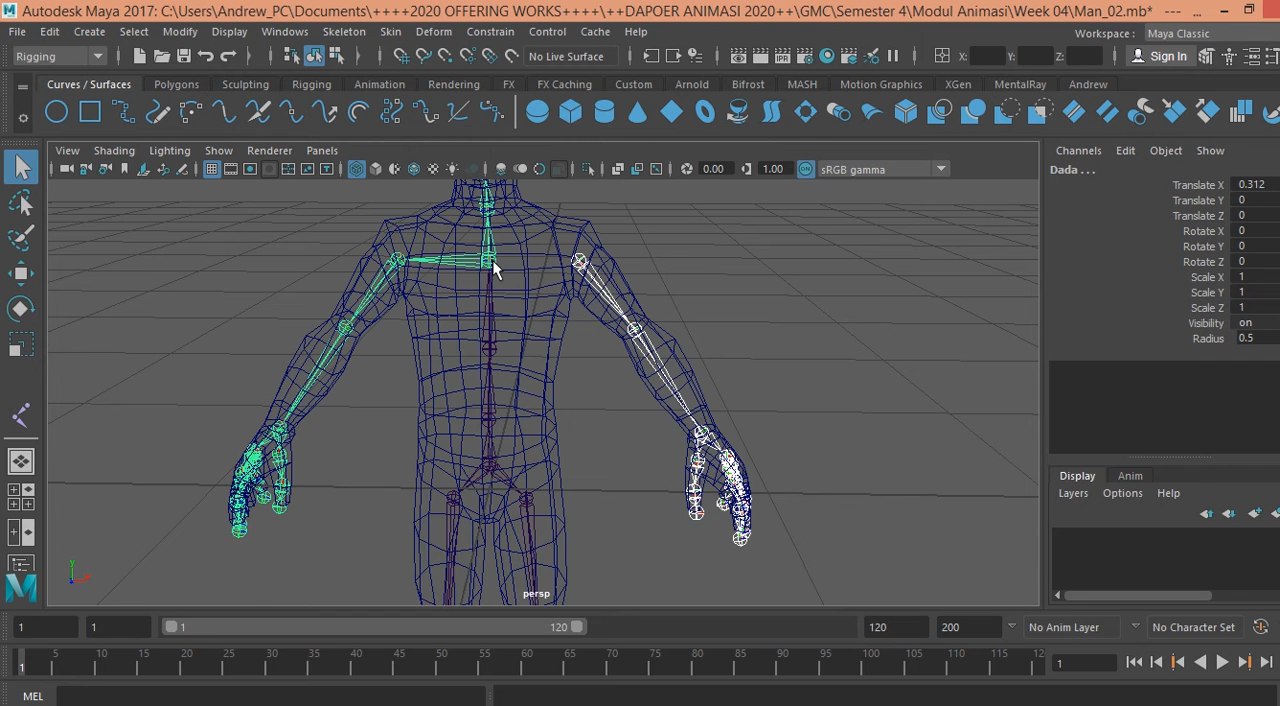 Autodesk Maya 2017: C:\Users\Andrew_PC\Documents\++++2020 OFFERING WORKS++++\++DAPOER ANIMASI 2020++\GMC\Semester 4\Modul Animasi\Week 04\Man_02.mb* --- ...
File Edit Create Select Modify Display Windows Skeleton Skin Deform Constrain Control Cache Help Workspace : Maya Classic
Rigging No Live Surface X: Y: Z: Sign In
Curves / Surfaces Polygons Sculpting Rigging Animation Rendering FX FX Caching Custom Arnold Bifrost MASH Motion Graphics XGen MentalRay Andrew
View Shading Lighting Show Renderer Panels
0.00 1.00 ON sRGB gamma
Channels Edit Object Show
Dada . . .
Translate X 0.312
Translate Y 0
Translate Z 0
Rotate X 0
Rotate Y 0
Rotate Z 0
Scale X 1
Scale Y 1
Scale Z 1
Visibility on
Radius 0.5
Display Anim
Layers Options Help
y
persp
1 1 1 120 120 200 No Anim Layer No Character Set
1 5 10 15 20 25 30 35 40 45 50 55 60 65 70 75 80 85 90 95 100 105 110 115 1
MEL